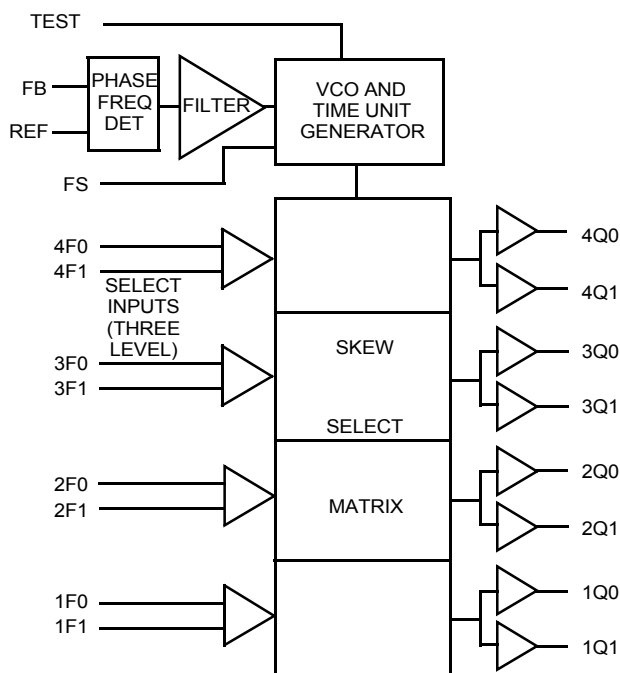 TEST
FB
REF
PHASE
FREQ
DET
FILTER
VCO AND
TIME UNIT
GENERATOR
FS
4F0
4F1
SELECT
INPUTS
(THREE
LEVEL)
3F0
3F1
2F0
2F1
1F0
1F1
SKEW
SELECT
MATRIX
4Q0
4Q1
3Q0
3Q1
2Q0
2Q1
1Q0
1Q1